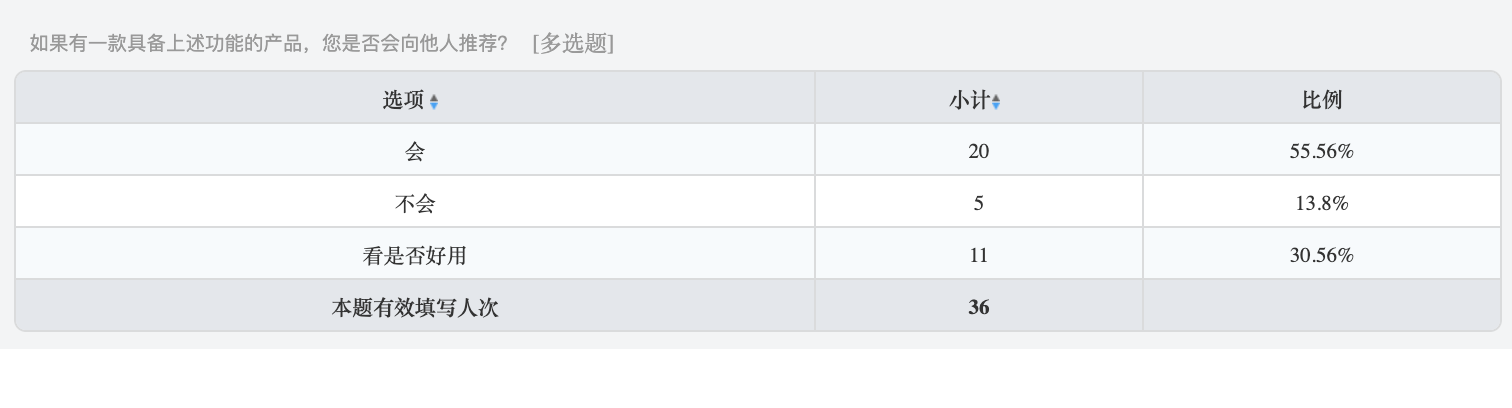 如果有一款具备上述功能的产品，您是否会向他人推荐？ [多选题]
选项 小计 比例
会 20 55.56%
不会 5 13.8%
看是否好用 11 30.56%
本题有效填写人次 36